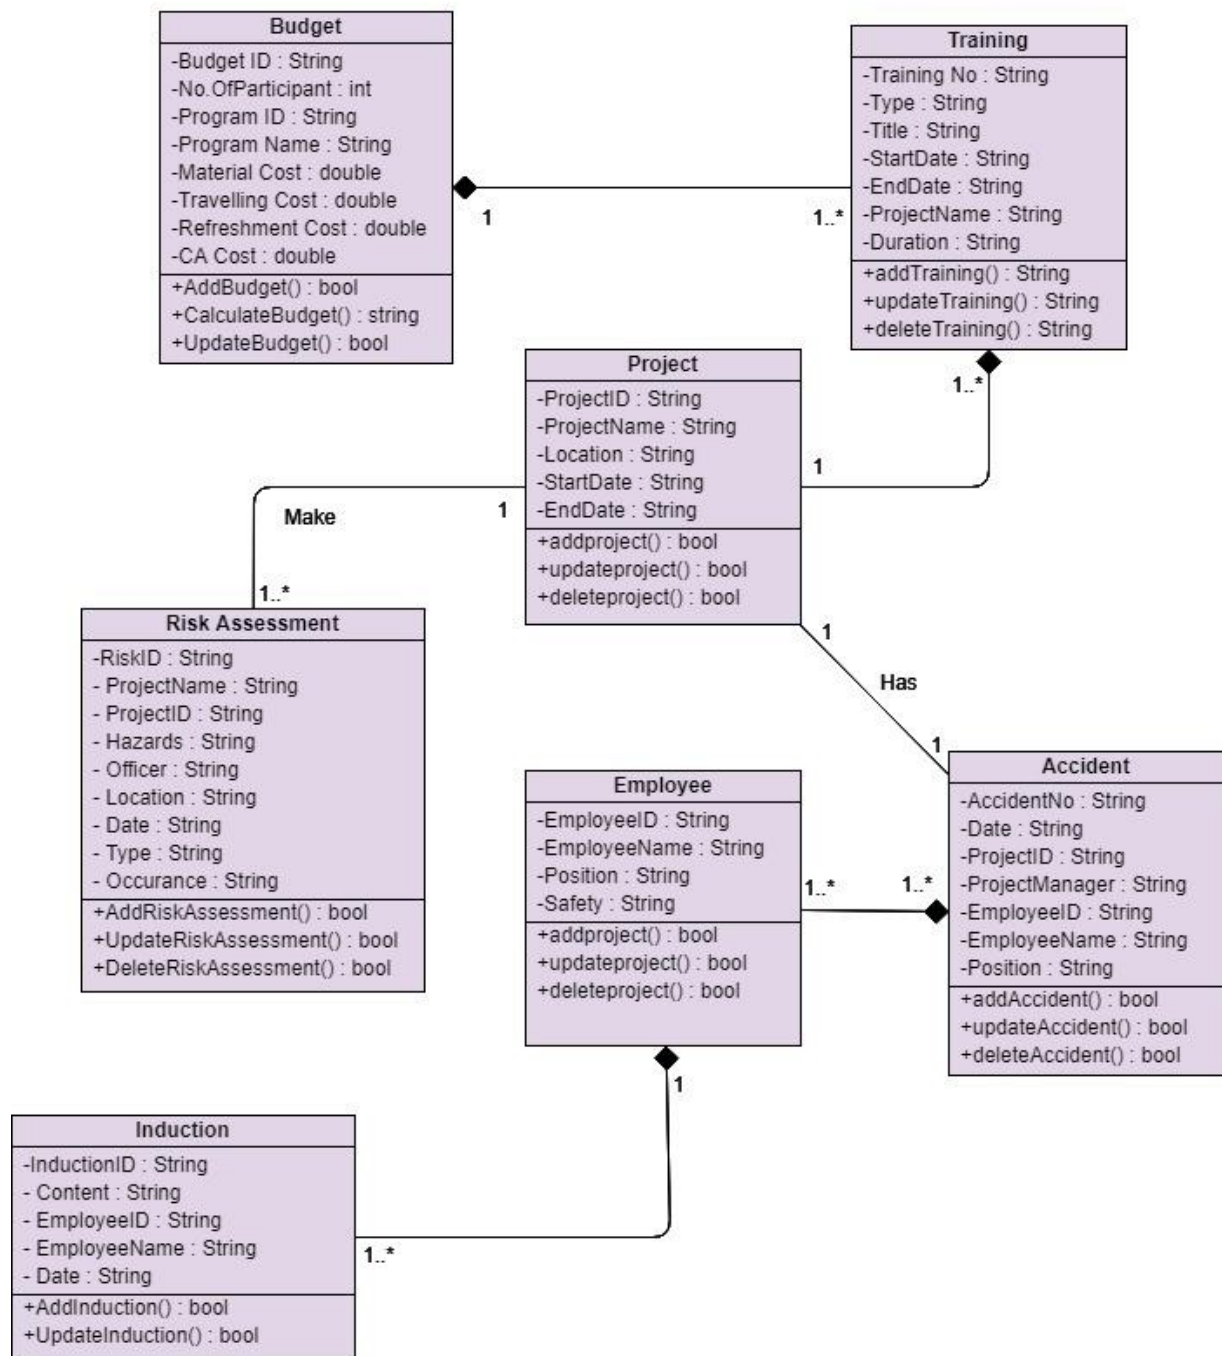 Budget
-Budget ID : String
-No.OfParticipant : int
-Program ID : String
-Program Name : String
-Material Cost : double
-Travelling Cost : double
-Refreshment Cost : double
-CA Cost : double
+AddBudget() : bool
+CalculateBudget() : string
+UpdateBudget() : bool
1
1..*
Training
-Training No : String
-Type : String
-Title : String
-StartDate : String
-EndDate : String
-ProjectName : String
-Duration : String
+addTraining() : String
+updateTraining() : String
+deleteTraining() : String
1..*
1
Project
-ProjectID : String
-ProjectName : String
-Location : String
-StartDate : String
-EndDate : String
+addproject() : bool
+updateproject() : bool
+deleteproject() : bool
Make
1
1..*
Risk Assessment
-RiskID : String
- ProjectName : String
- ProjectID : String
- Hazards : String
- Officer : String
- Location : String
- Date : String
- Type : String
- Occurance : String
+AddRiskAssessment() : bool
+UpdateRiskAssessment() : bool
+DeleteRiskAssessment() : bool
1
Has
1
Employee
-EmployeeID : String
-EmployeeName : String
-Position : String
-Safety : String
+addproject() : bool
+updateproject() : bool
+deleteproject() : bool
1..*
1..*
Accident
-AccidentNo : String
-Date : String
-ProjectID : String
-ProjectManager : String
-EmployeeID : String
-EmployeeName : String
-Position : String
+addAccident() : bool
+updateAccident() : bool
+deleteAccident() : bool
1
1..*
Induction
-InductionID : String
- Content : String
- EmployeeID : String
- EmployeeName : String
- Date : String
+AddInduction() : bool
+UpdateInduction() : bool